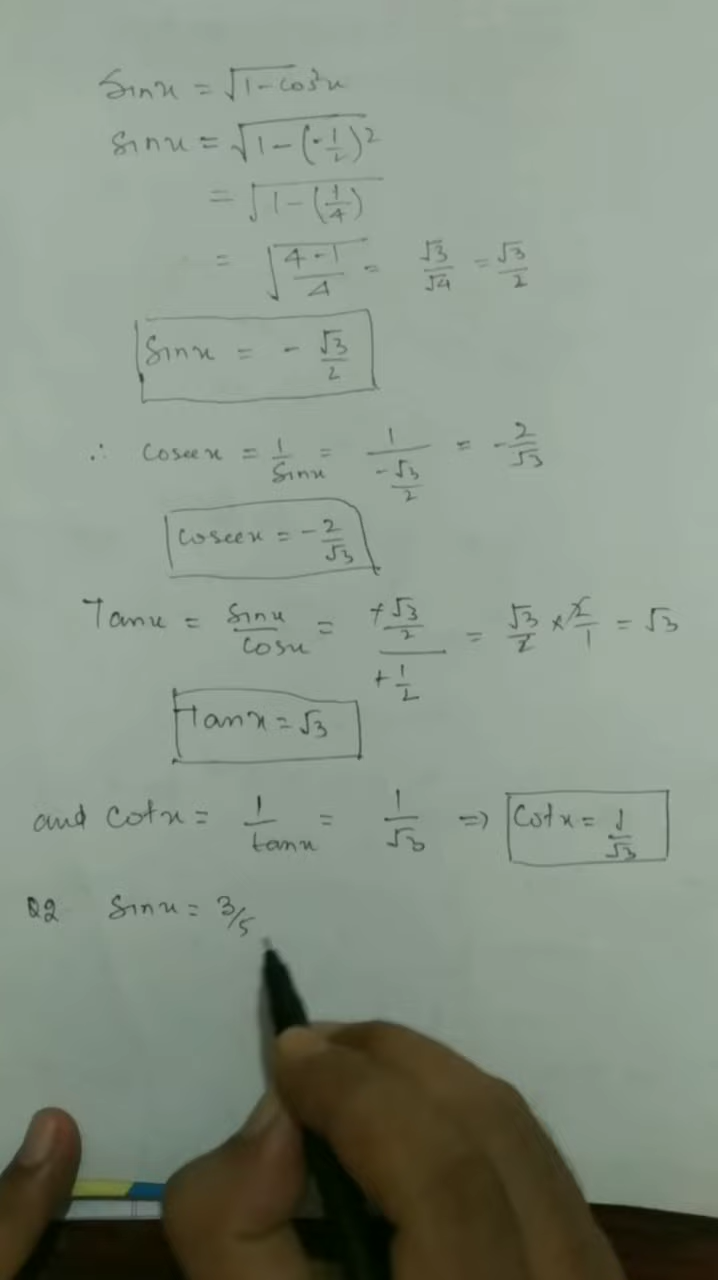 Sinx = √1-cos²x
sinx = √1-(-1/2)²
= √1-(1/4)
= √4-1/4 = √3/√4 = √3/2
Sinx = - √3/2
∴ Cosecx = 1/Sinx = 1/-√3/2 = -2/√3
Cosecx = -2/√3
Tanx = Sinx/Cosx = +√3/2/+1/2 = √3/2 × 2/1 = √3
Tanx = √3
and Cotx = 1/tanx = 1/√3 ⇒ Cotx = 1/√3
Q2 Sinx = 3/5